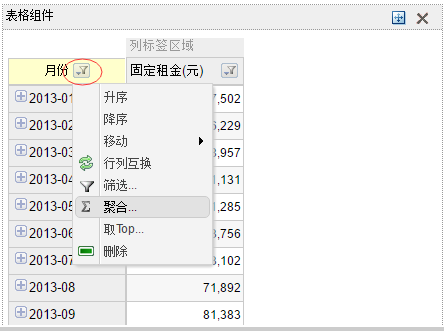 表格组件
列标签区域
月份 固定租金(元)
2013-01 7,502
升序
2013-02 6,229
降序
2013-03 3,957
移动
2013-04 1,131
行列互换
筛选...
2013-05 1,285
聚合...
2013-06 3,756
取Top...
2013-07 3,102
删除
2013-08 71,892
2013-09 81,383